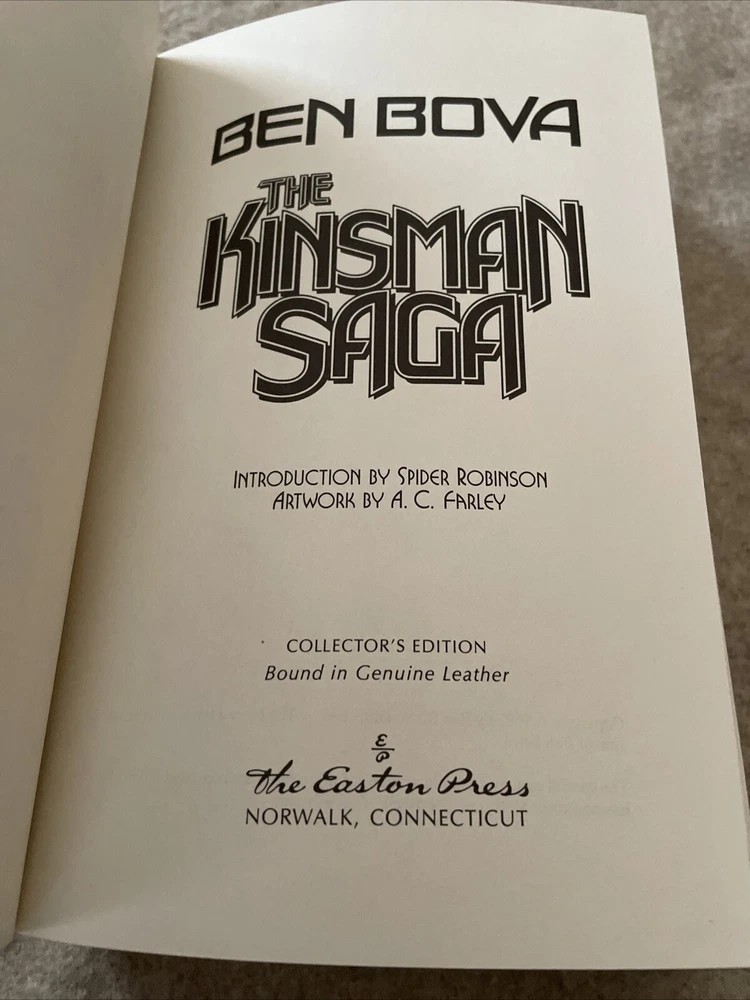 BEN BOVA
THE
KINSMAN
SAGA
INTRODUCTION BY SPIDER ROBINSON
ARTWORK BY A. C. FARLEY
COLLECTOR'S EDITION
Bound in Genuine Leather
E
P
The Easton Press
NORWALK, CONNECTICUT